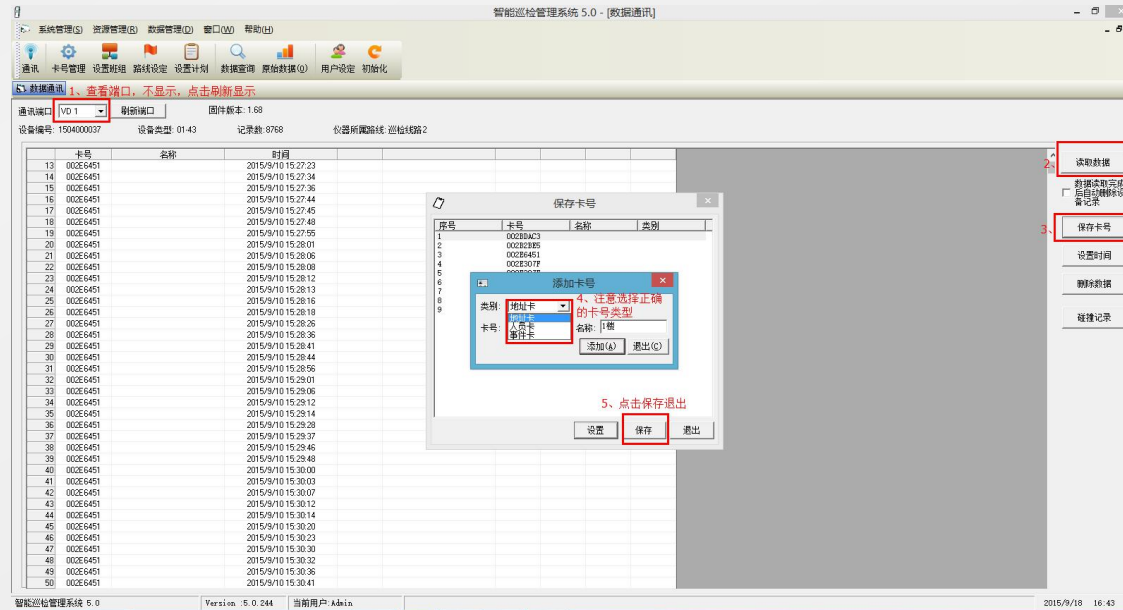 智能巡检管理系统 5.0 - [数据通讯]
系统管理(S) 资源管理(R) 数据管理(D) 窗口(W) 帮助(H)
通讯 卡号管理 设置班组 路线设定 设置计划 数据查询 原始数据(Q) 用户设定 初始化
数据通讯 1、查看端口，不显示，点击刷新显示
通讯端口 VD 1 刷新端口 固件版本: 1.68
设备编号: 1504000037 设备类型: 01-43 记录数:8768 仪器所属路线: 巡检线路2
卡号 名称 时间
13 002E6451 2015/9/10 15:27:23
14 002E6451 2015/9/10 15:27:34
15 002E6451 2015/9/10 15:27:36
16 002E6451 2015/9/10 15:27:44
17 002E6451 2015/9/10 15:27:45
18 002E6451 2015/9/10 15:27:48
19 002E6451 2015/9/10 15:27:55
20 002E6451 2015/9/10 15:28:01
21 002E6451 2015/9/10 15:28:06
22 002E6451 2015/9/10 15:28:08
23 002E6451 2015/9/10 15:28:12
24 002E6451 2015/9/10 15:28:13
25 002E6451 2015/9/10 15:28:16
26 002E6451 2015/9/10 15:28:18
27 002E6451 2015/9/10 15:28:26
28 002E6451 2015/9/10 15:28:36
29 002E6451 2015/9/10 15:28:41
30 002E6451 2015/9/10 15:28:44
31 002E6451 2015/9/10 15:28:56
32 002E6451 2015/9/10 15:29:01
33 002E6451 2015/9/10 15:29:06
34 002E6451 2015/9/10 15:29:12
35 002E6451 2015/9/10 15:29:14
36 002E6451 2015/9/10 15:29:28
37 002E6451 2015/9/10 15:29:37
38 002E6451 2015/9/10 15:29:46
39 002E6451 2015/9/10 15:29:48
40 002E6451 2015/9/10 15:30:00
41 002E6451 2015/9/10 15:30:03
42 002E6451 2015/9/10 15:30:07
43 002E6451 2015/9/10 15:30:12
44 002E6451 2015/9/10 15:30:14
45 002E6451 2015/9/10 15:30:20
46 002E6451 2015/9/10 15:30:23
47 002E6451 2015/9/10 15:30:30
48 002E6451 2015/9/10 15:30:32
49 002E6451 2015/9/10 15:30:36
50 002E6451 2015/9/10 15:30:41
保存卡号
序号 卡号 名称 类别
1 002BDAC3
2 002B2BE5
3 002E6451
4 002E307F
5
6
7
8
9
添加卡号
类别: 地址卡
地址卡
人员卡
事件卡
4、注意选择正确
的卡号类型
卡号: 名称: 1楼
添加(A) 退出(C)
5、点击保存退出
设置 保存 退出
2、 读取数据
数据读取完成
后自动删除设
备记录
3、 保存卡号
设置时间
删除数据
碰撞记录
智能巡检管理系统 5.0 Version :5.0.244 当前用户:Admin 2015/9/18 16:43